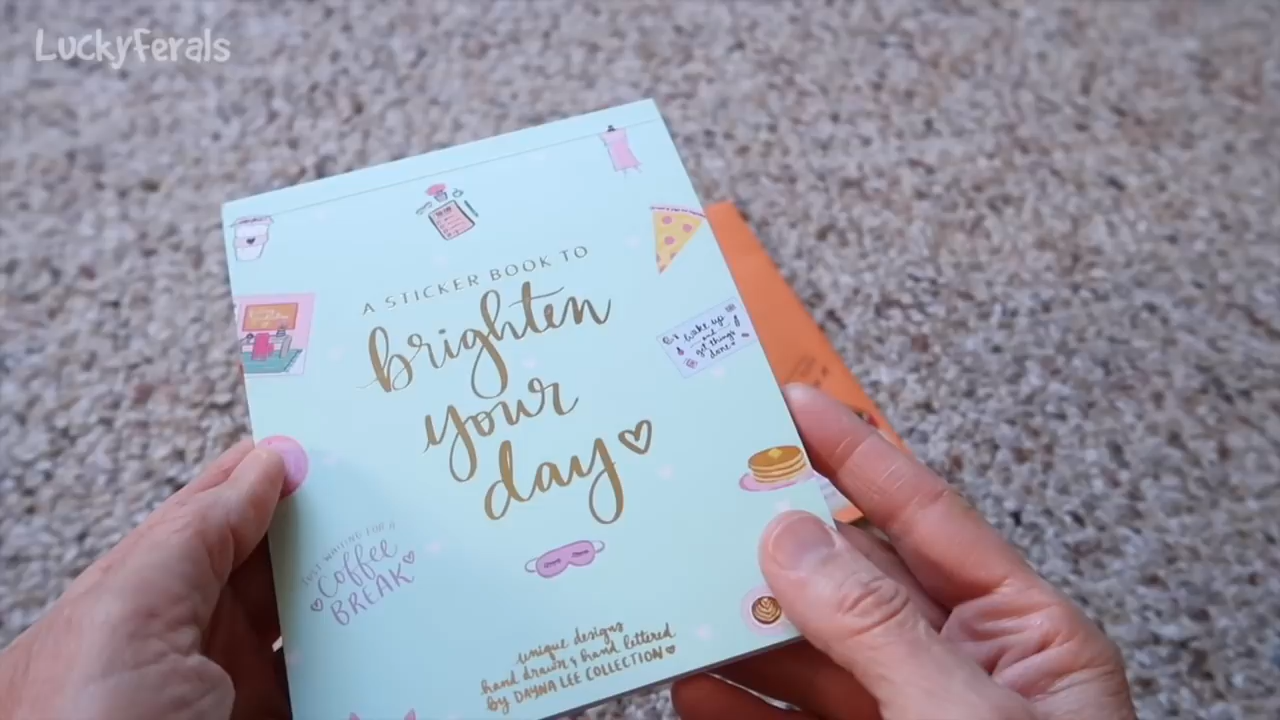 LuckyFerals
A STICKER BOOK TO
brighten
your
day
wake up
and
get things
done
JUST WAITING FOR A
Coffee
BREAK
unique designs
hand drawn & hand lettered
by DAYNA LEE COLLECTION